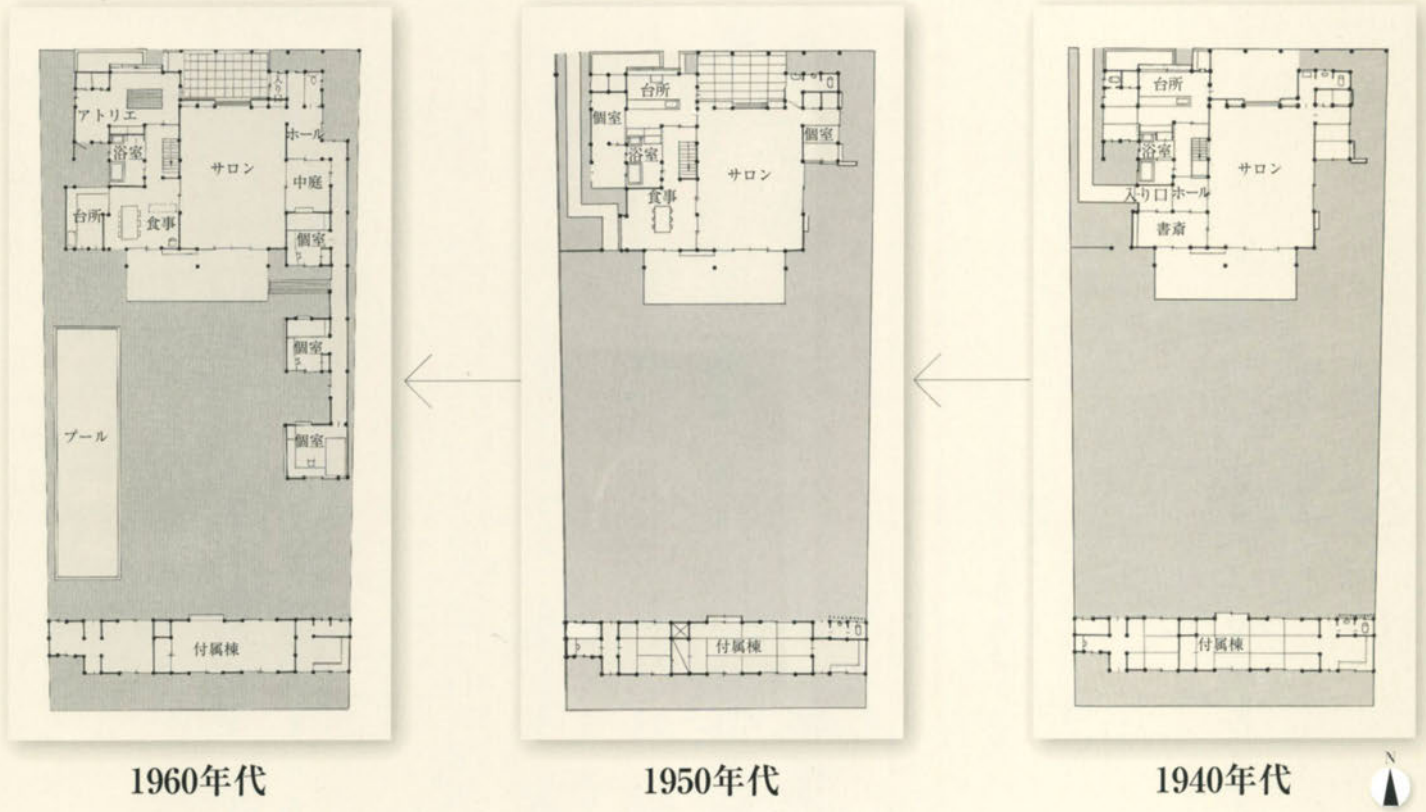 アトリエ
入り口
ホール
浴室
サロン
中庭
台所
食事
個室
個室
プール
個室
付属棟
1960年代
台所
個室
個室
浴室
サロン
食事
付属棟
1950年代
台所
浴室
サロン
入り口
ホール
書斎
付属棟
1940年代
N